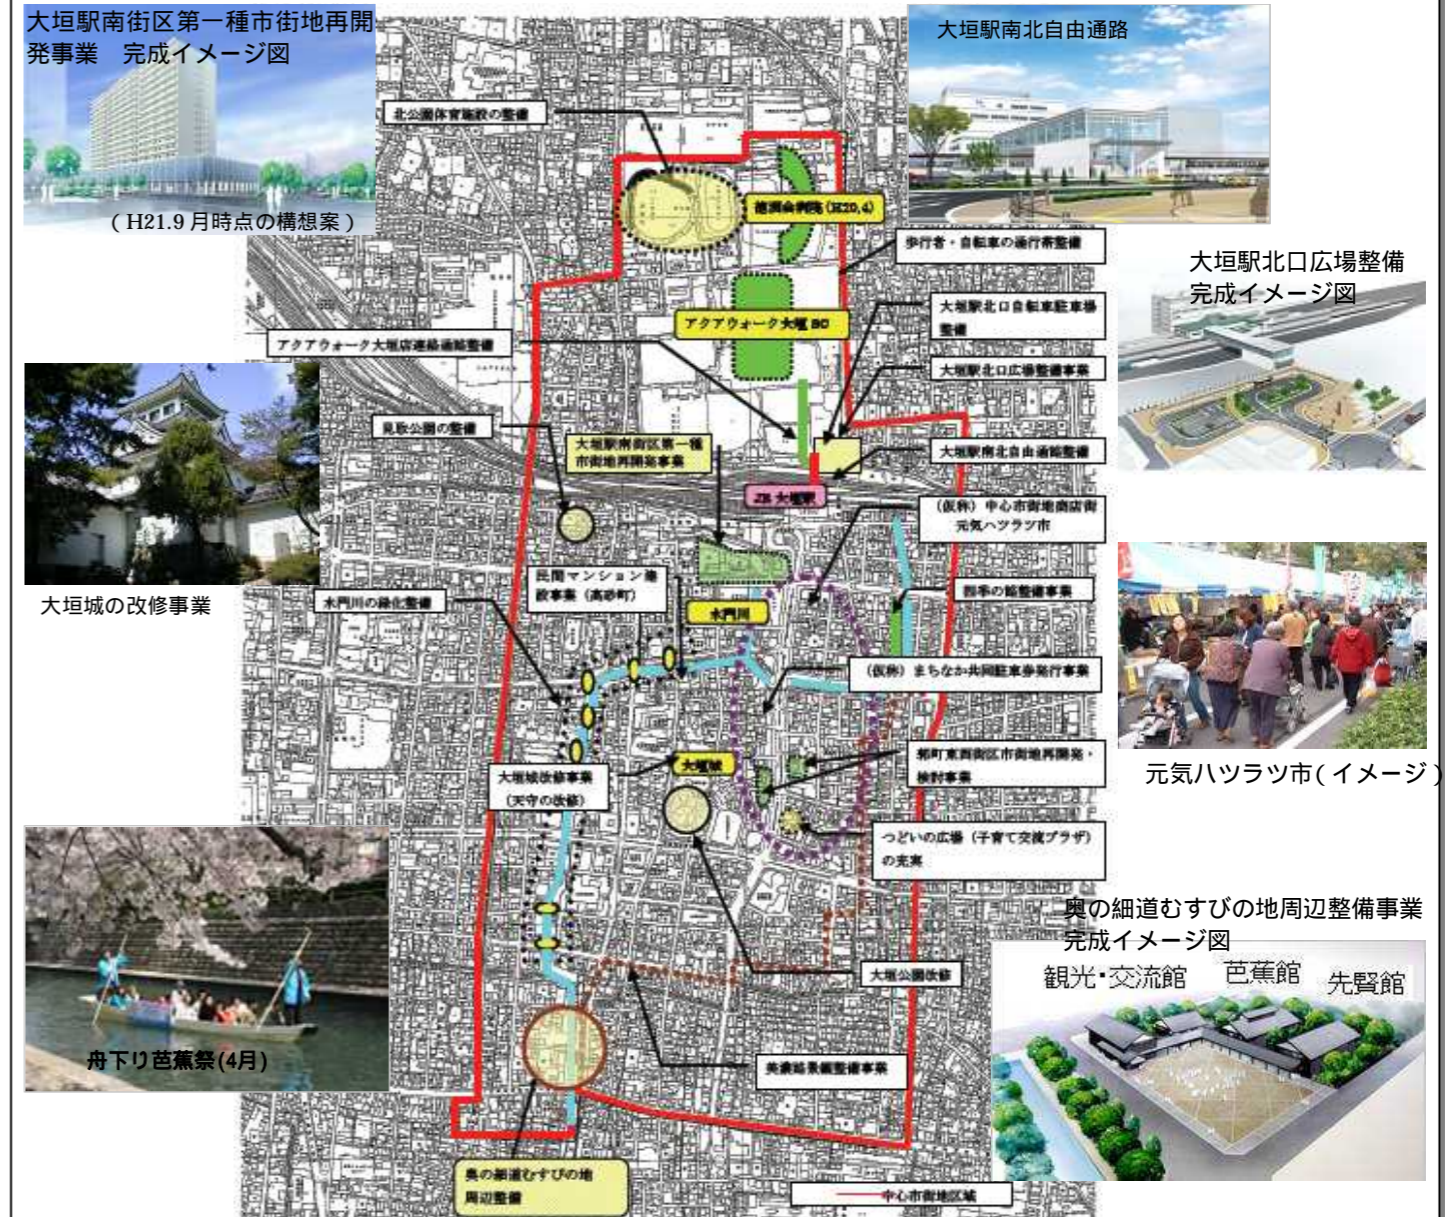 大垣駅南街区第一種市街地再開
発事業　完成イメージ図
(H21.9月時点の構想案)
大垣駅南北自由通路
北公園体育施設の整備
徳洲会病院(H20,4)
歩行者・自転車の通行帯整備
大垣駅北口広場整備
完成イメージ図
大垣駅北口自転車駐車場
整備
アクアウォーク大垣SC
アクアウォーク大垣店連絡通路整備
大垣駅北口広場整備事業
見取公園の整備
大垣駅南街区第一種
市街地再開発事業
大垣駅南北自由通路整備
JR大垣駅
(仮称)中心市街地商店街
元気ハツラツ市
民間マンション建
設事業(高砂町)
大垣城の改修事業
水門川の緑化整備
水門川
四季の路整備事業
(仮称)まちなか共同駐車券発行事業
大垣城改修事業
(天守の改修)
大垣城
郭町東西街区市街地再開発・
検討事業
元気ハツラツ市(イメージ)
つどいの広場(子育て交流プラザ)
の充実
奥の細道むすびの地周辺整備事業
完成イメージ図
観光・交流館
芭蕉館
先賢館
大垣公園改修
舟下り芭蕉祭(4月)
美濃路景観整備事業
奥の細道むすびの地
周辺整備
中心市街地区域